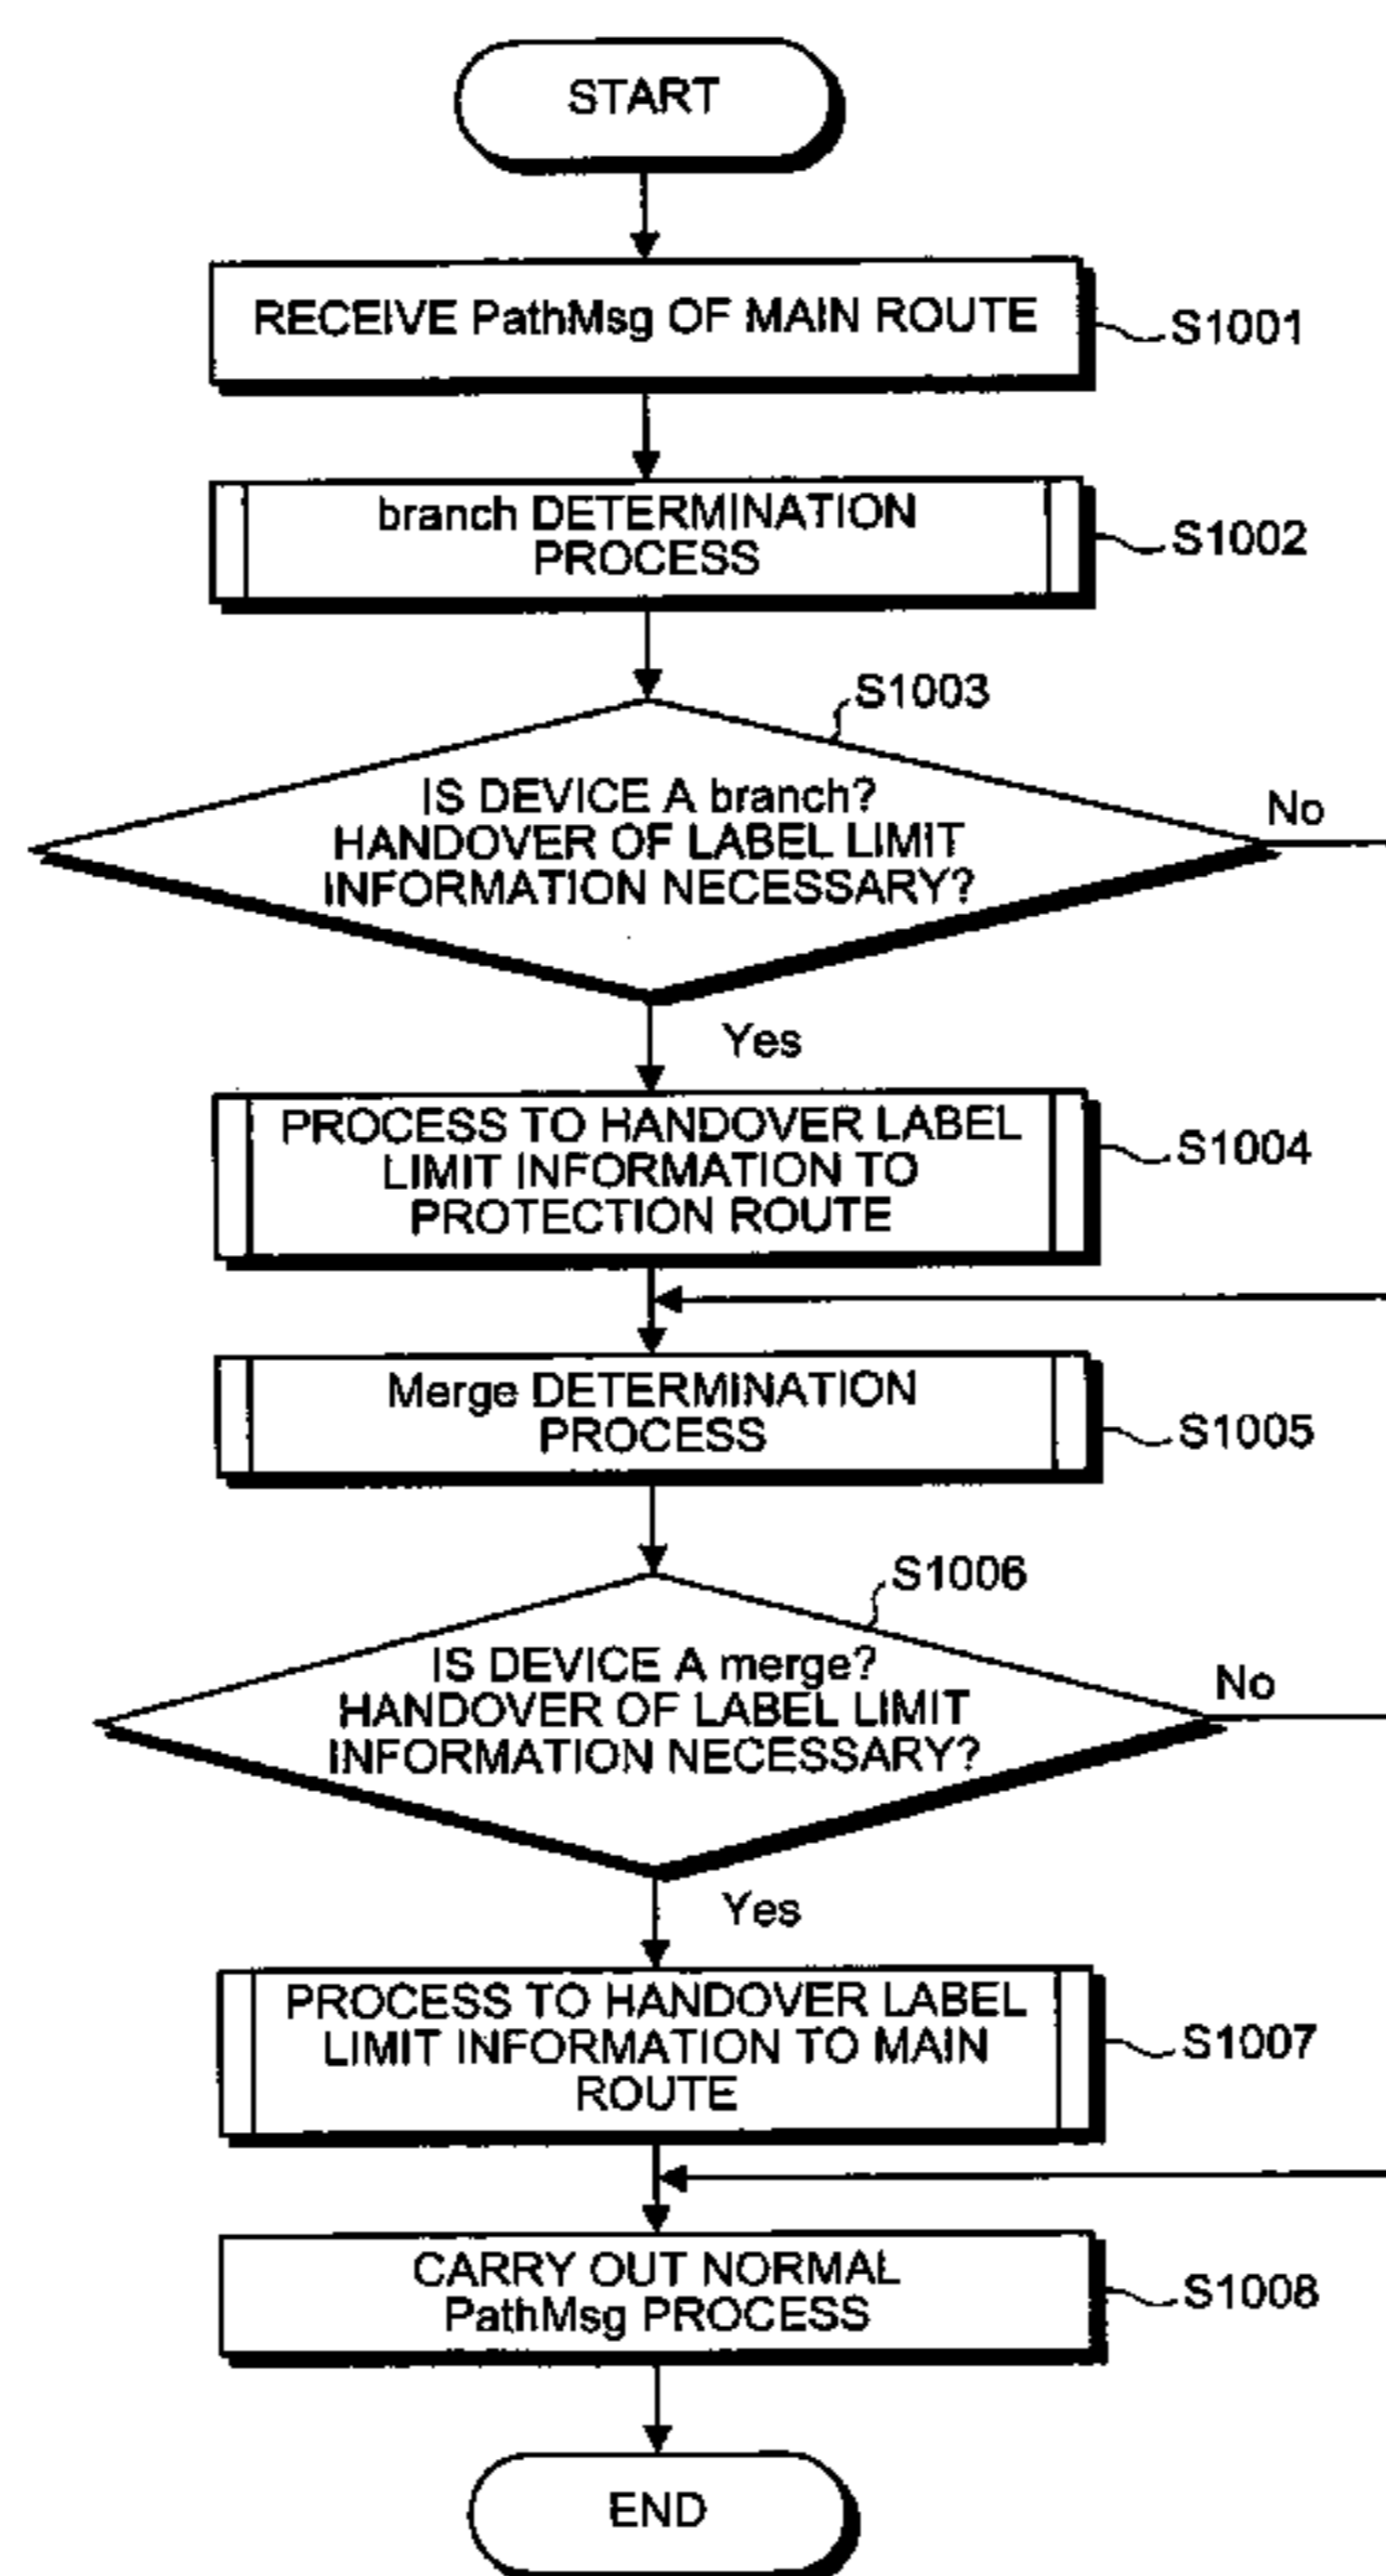 START
RECEIVE PathMsg OF MAIN ROUTE
S1001
branch DETERMINATION
PROCESS
S1002
S1003
IS DEVICE A branch?
HANDOVER OF LABEL LIMIT
INFORMATION NECESSARY?
No
Yes
PROCESS TO HANDOVER LABEL
LIMIT INFORMATION TO
PROTECTION ROUTE
S1004
Merge DETERMINATION
PROCESS
S1005
S1006
IS DEVICE A merge?
HANDOVER OF LABEL LIMIT
INFORMATION NECESSARY?
No
Yes
PROCESS TO HANDOVER LABEL
LIMIT INFORMATION TO MAIN
ROUTE
S1007
CARRY OUT NORMAL
PathMsg PROCESS
S1008
END